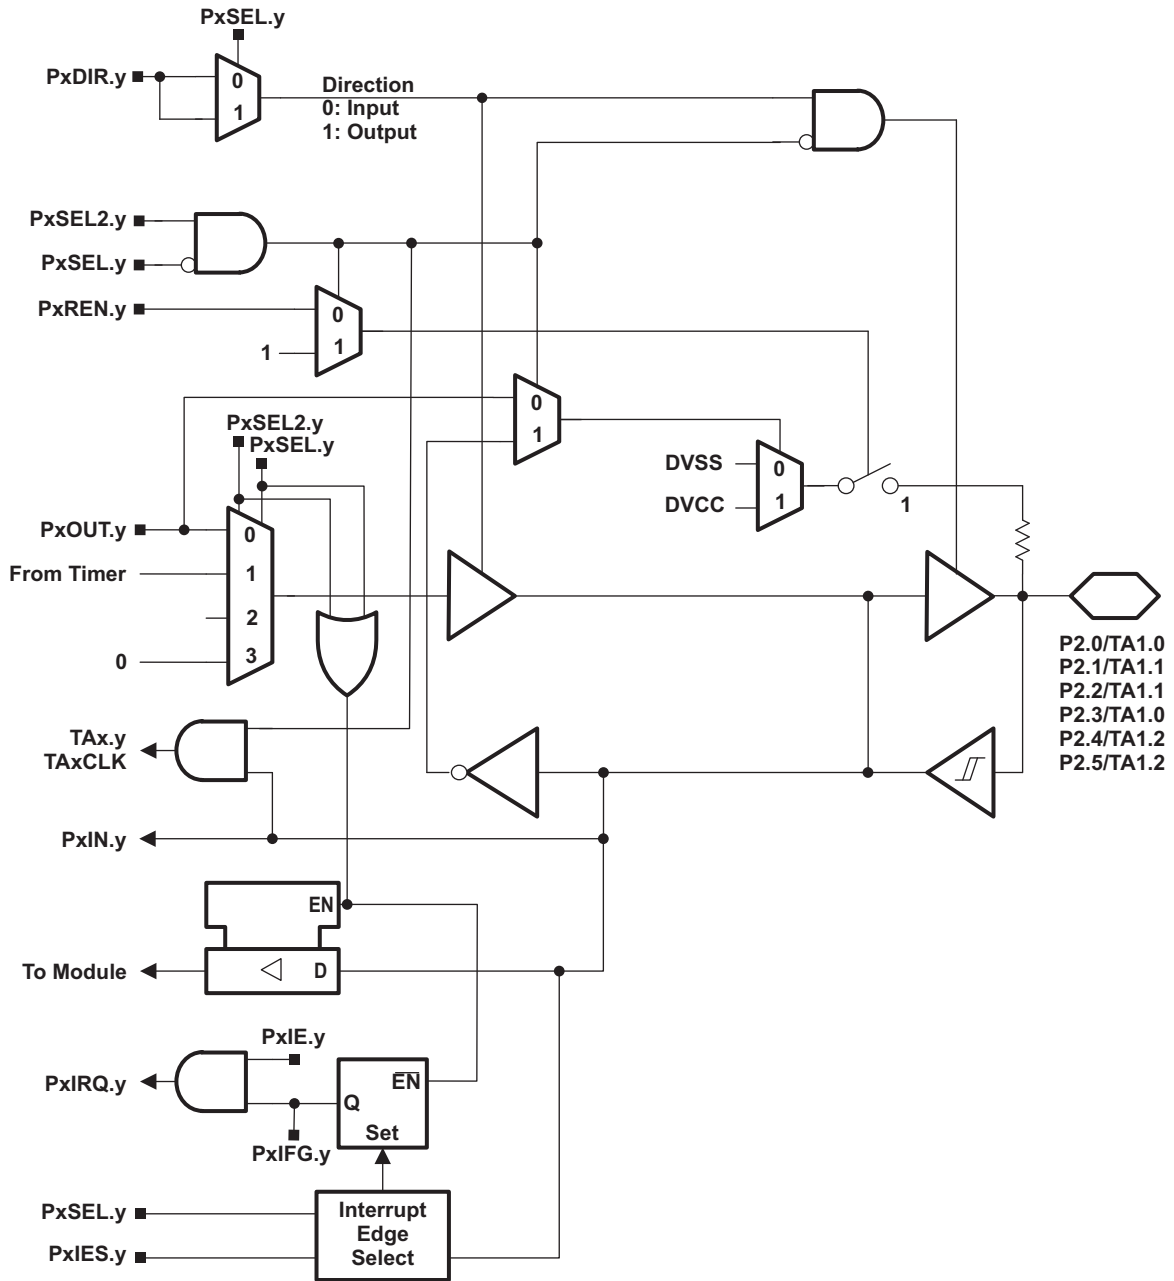 PxSEL.y
PxDIR.y
0
1
Direction
0: Input
1: Output
PxSEL2.y
PxSEL.y
PxREN.y
0
1
1
0
1
PxSEL2.y
PxSEL.y
DVSS
DVCC
0
1
1
PxOUT.y
From Timer
0
0
1
2
3
P2.0/TA1.0
P2.1/TA1.1
P2.2/TA1.1
P2.3/TA1.0
P2.4/TA1.2
P2.5/TA1.2
TAx.y
TAxCLK
PxIN.y
EN
To Module
D
PxIE.y
PxIRQ.y
EN
Q
Set
PxIFG.y
PxSEL.y
PxIES.y
Interrupt
Edge
Select